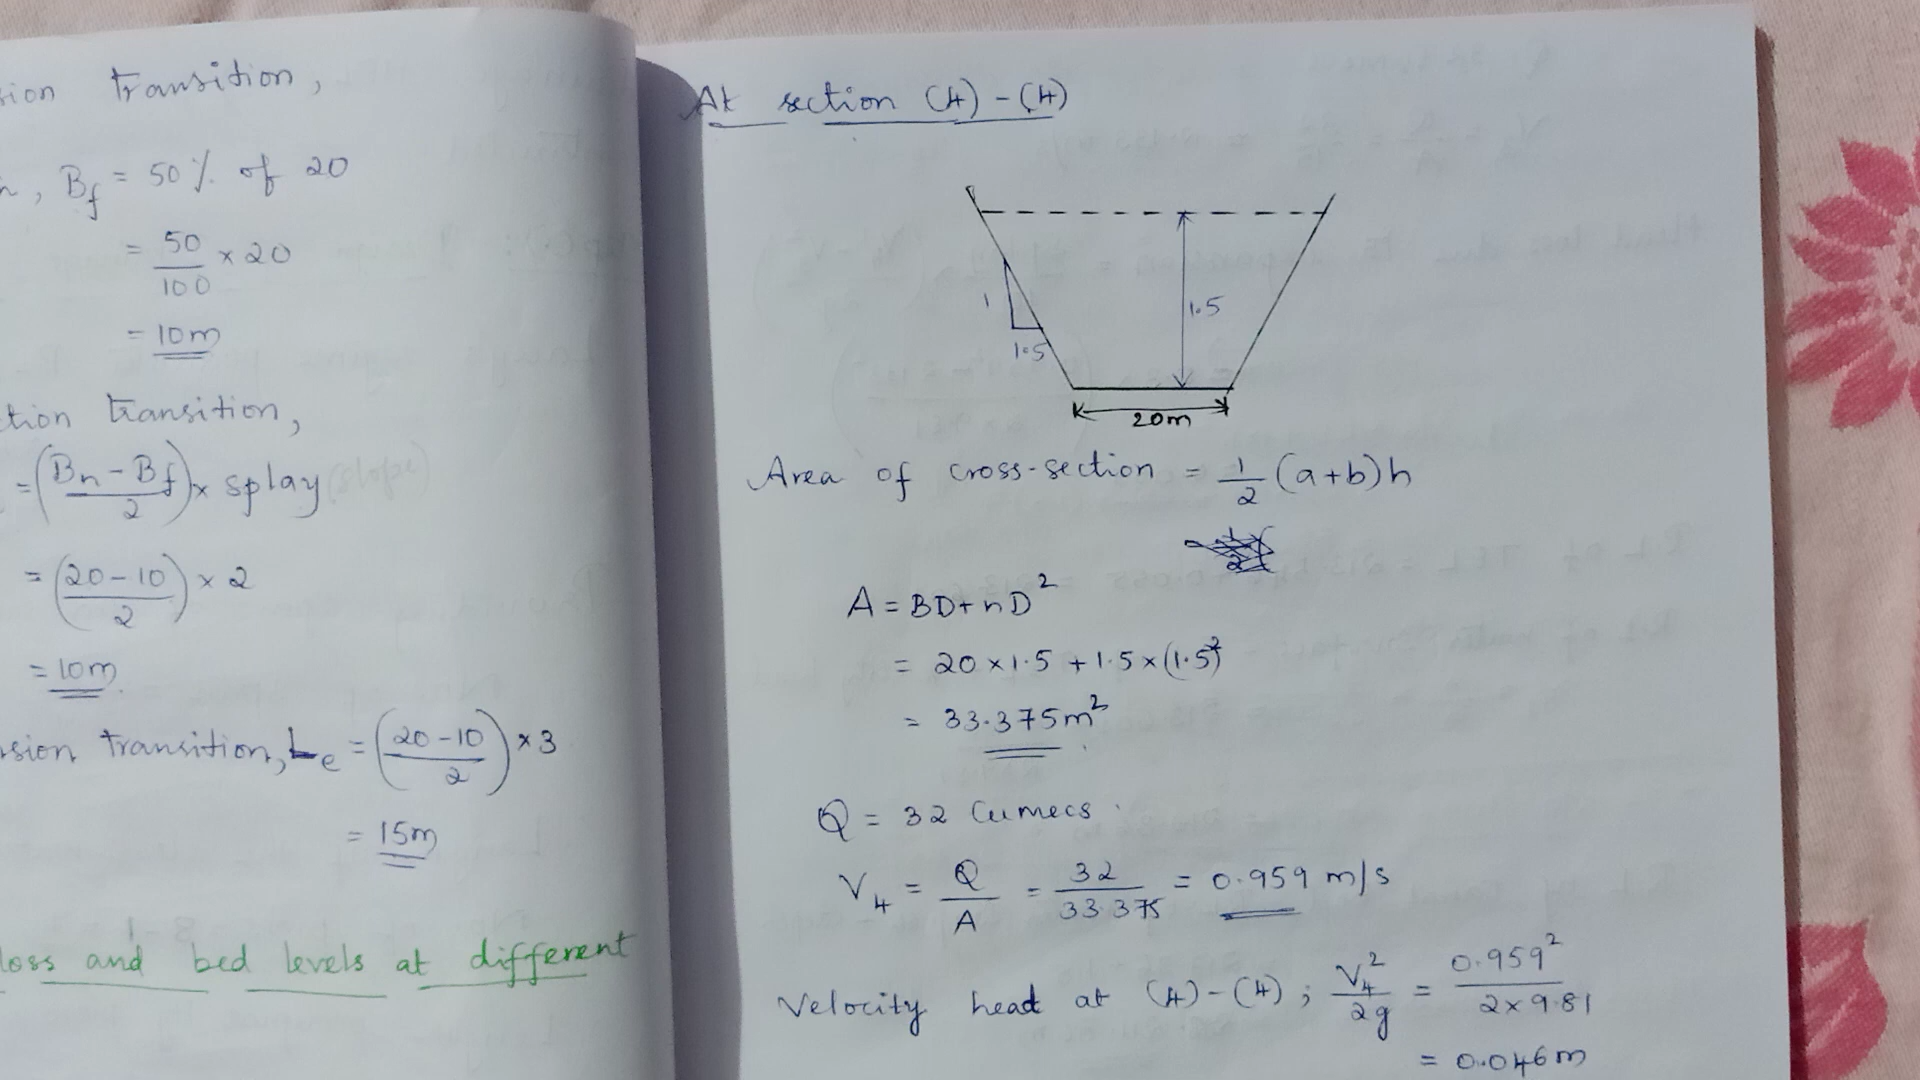 transition,
, Bf = 50% of 20
= 50/100 × 20
= 10m
transition,
= (Bn - Bf / 2) × splay
= (20-10 / 2) × 2
= 10m
transition, Le = (20-10 / 2) × 3
= 15m
loss and bed levels at different
At section (4) - (4)
1
1.5
1.5
20m
Area of cross-section = 1/2 (a+b)h
A = BD + nD²
= 20 × 1.5 + 1.5 × (1.5)²
= 33.375m²
Q = 32 Cumecs
V4 = Q/A = 32/33.375 = 0.959 m/s
Velocity head at (4) - (4) ; V4²/2g = 0.959²/2×9.81
= 0.046m